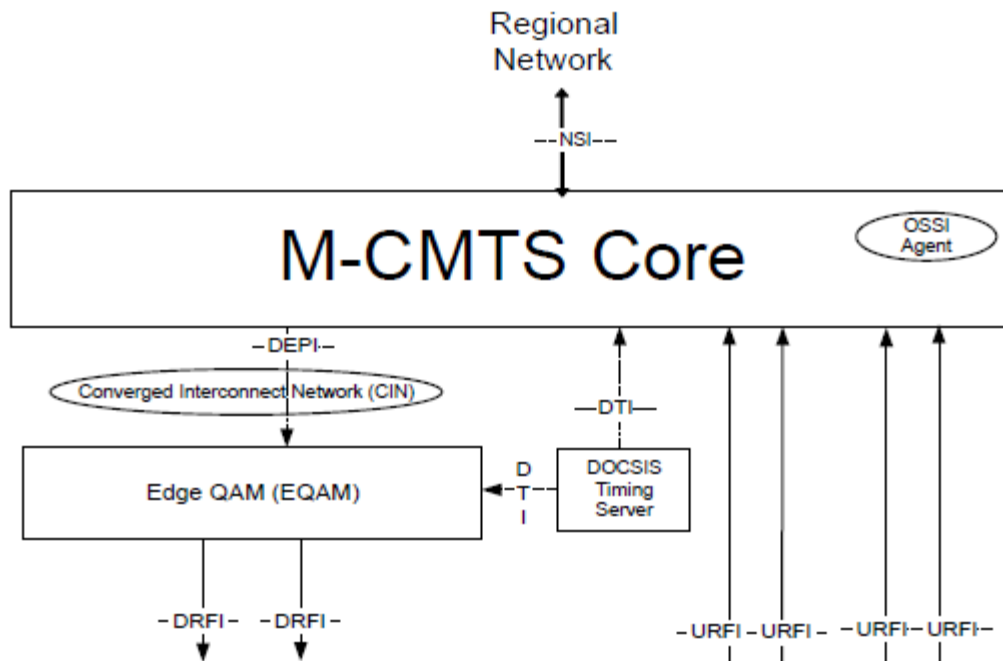 Regional
Network
NSI
M-CMTS Core
OSSI
Agent
DEPI
Converged Interconnect Network (CIN)
DTI
Edge QAM (EQAM)
D
T
I
DOCSIS
Timing
Server
DRFI
DRFI
URFI
URFI
URFI
URFI